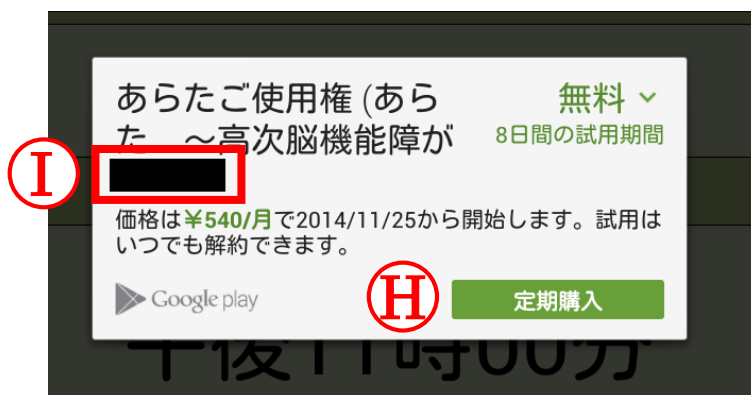 あらたご使用権 (あら
た　～高次脳機能障が
無料
8日間の試用期間
I
価格は￥540/月で2014/11/25から開始します。試用は
いつでも解約できます。
Google play
H
定期購入
午後11時00分